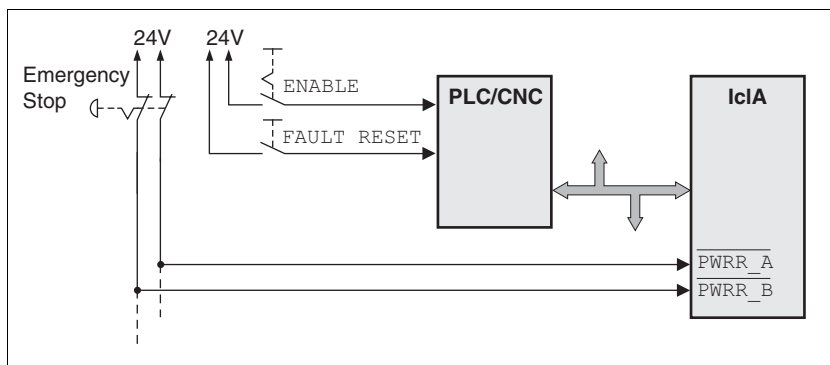 24V 24V
Emergency
Stop
ENABLE
FAULT RESET
PLC/CNC
IclA
PWRR_A
PWRR_B